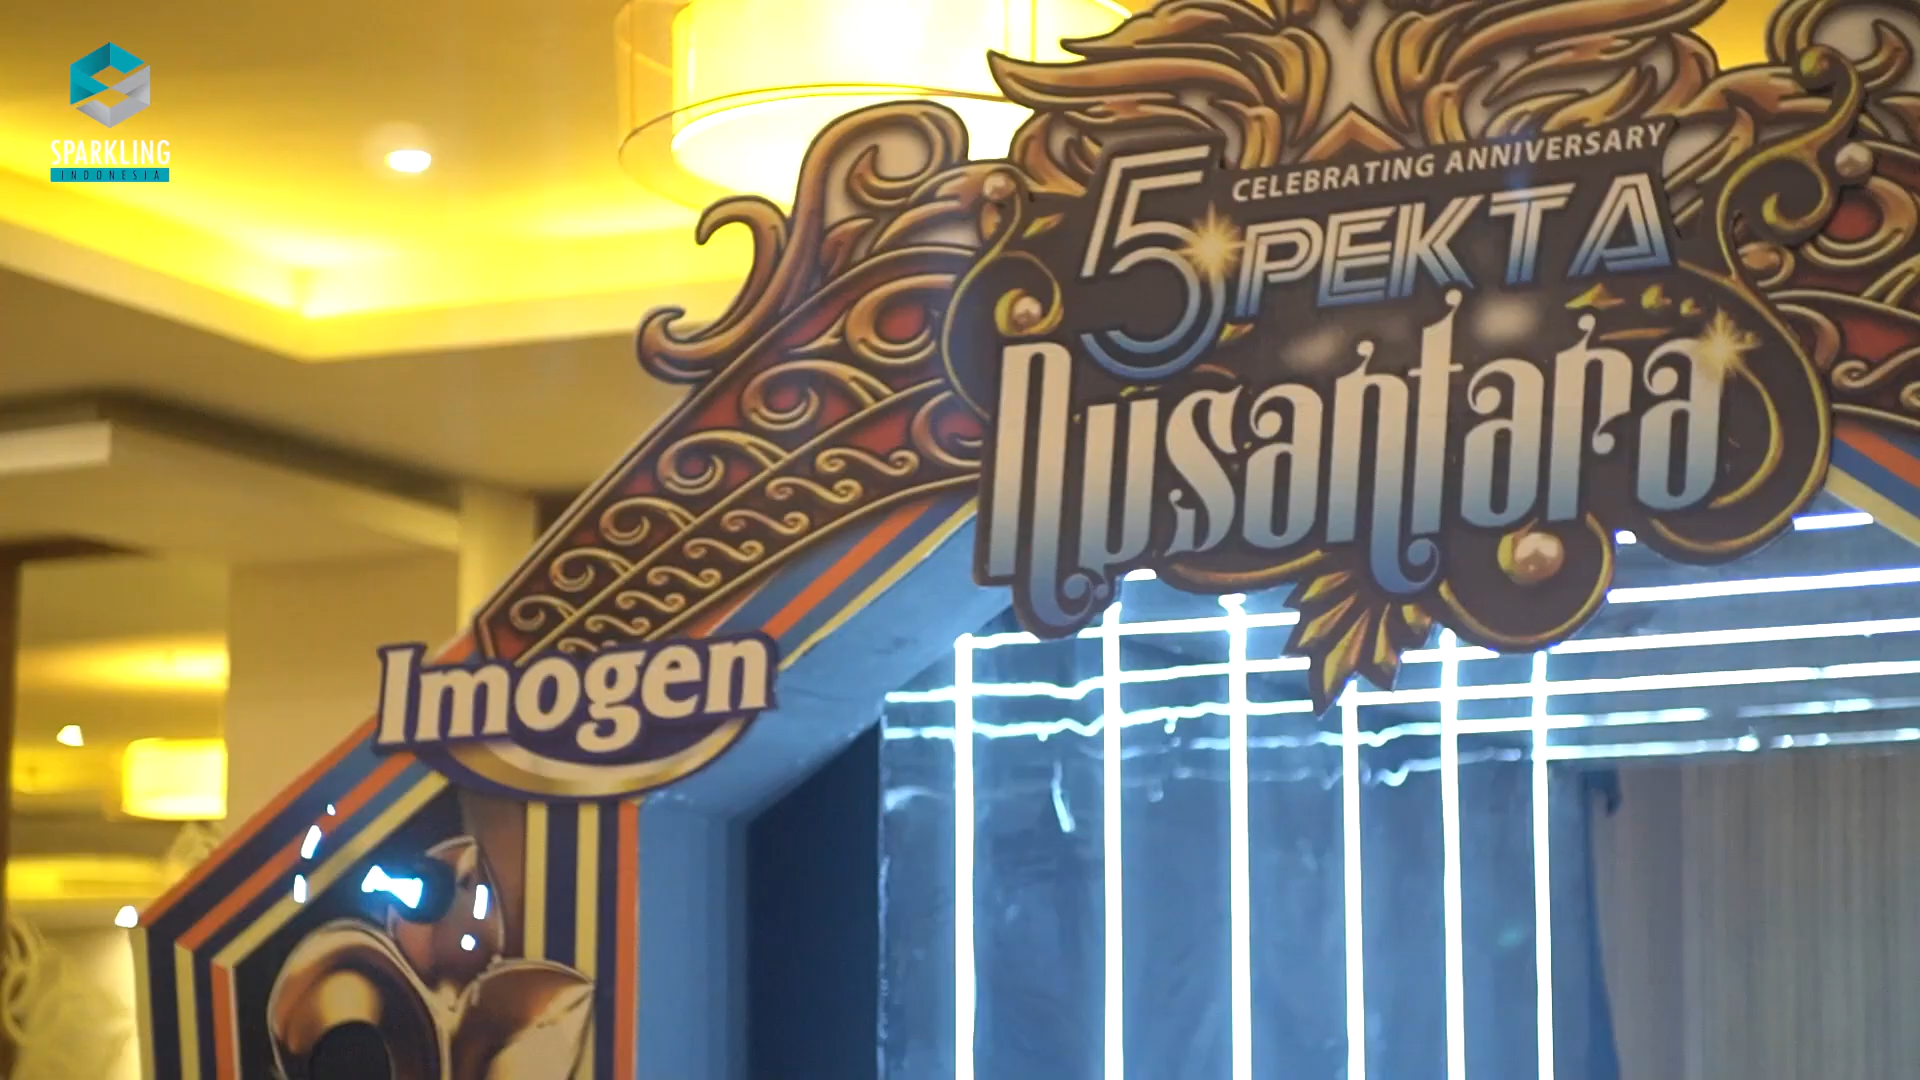 SPARKLING
INDONESIA
CELEBRATING ANNIVERSARY
5PEKTA
Nusantara
Imogen